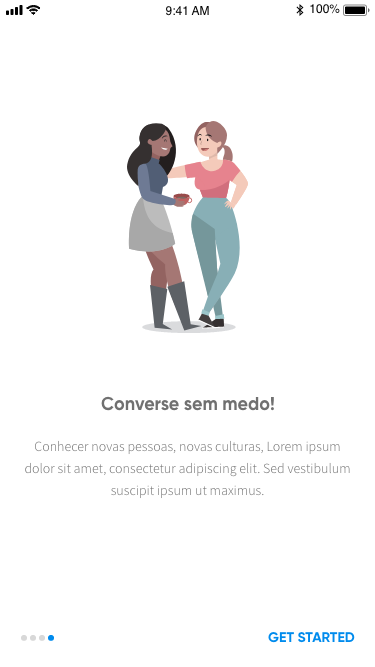 9:41 AM
100%
Converse sem medo!
Conhecer novas pessoas, novas culturas, Lorem ipsum
dolor sit amet, consectetur adipiscing elit. Sed vestibulum
suscipit ipsum ut maximus.
GET STARTED